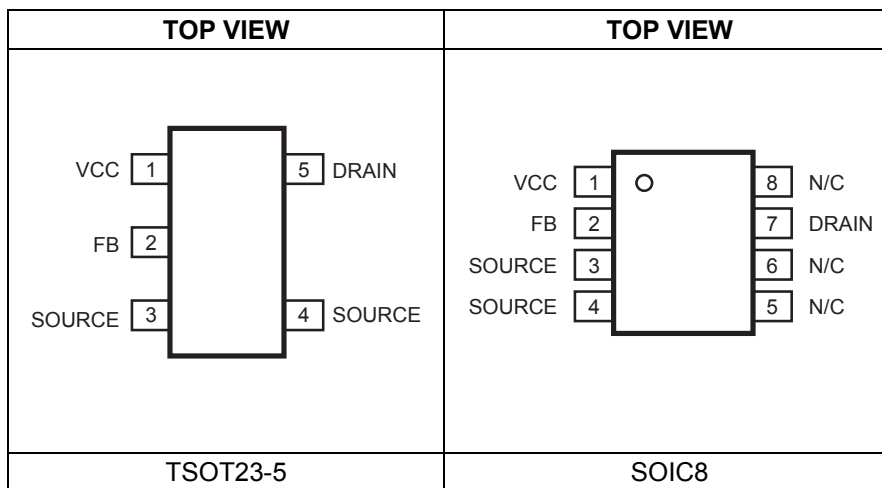 TOP VIEW
TOP VIEW
VCC 1
5 DRAIN
FB 2
SOURCE 3
4 SOURCE
VCC 1
8 N/C
FB 2
7 DRAIN
SOURCE 3
6 N/C
SOURCE 4
5 N/C
TSOT23-5
SOIC8